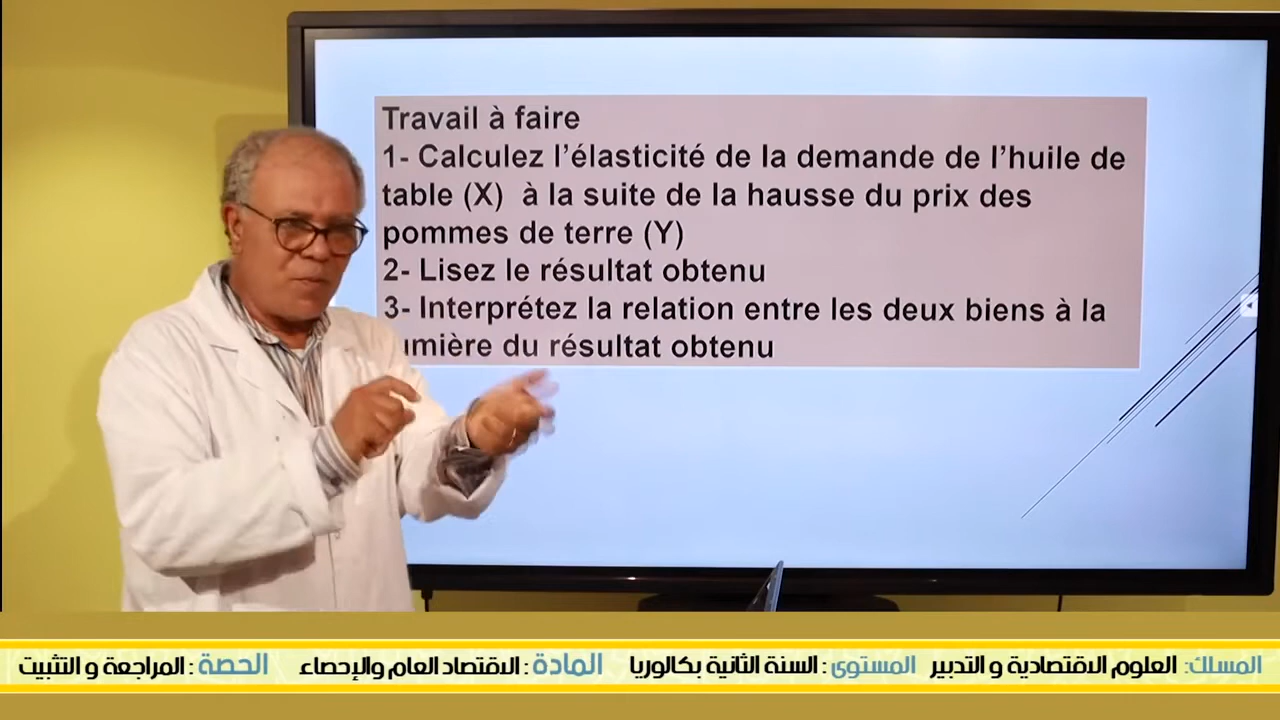 Travail à faire
1- Calculez l’élasticité de la demande de l’huile de
table (X) à la suite de la hausse du prix des
pommes de terre (Y)
2- Lisez le résultat obtenu
3- Interprétez la relation entre les deux biens à la
umière du résultat obtenu
المسلك: العلوم الاقتصادية و التدبير المستوى : السنة الثانية بكالوريا المادة : الاقتصاد العام والإحصاء الحصة : المراجعة و التثبيت